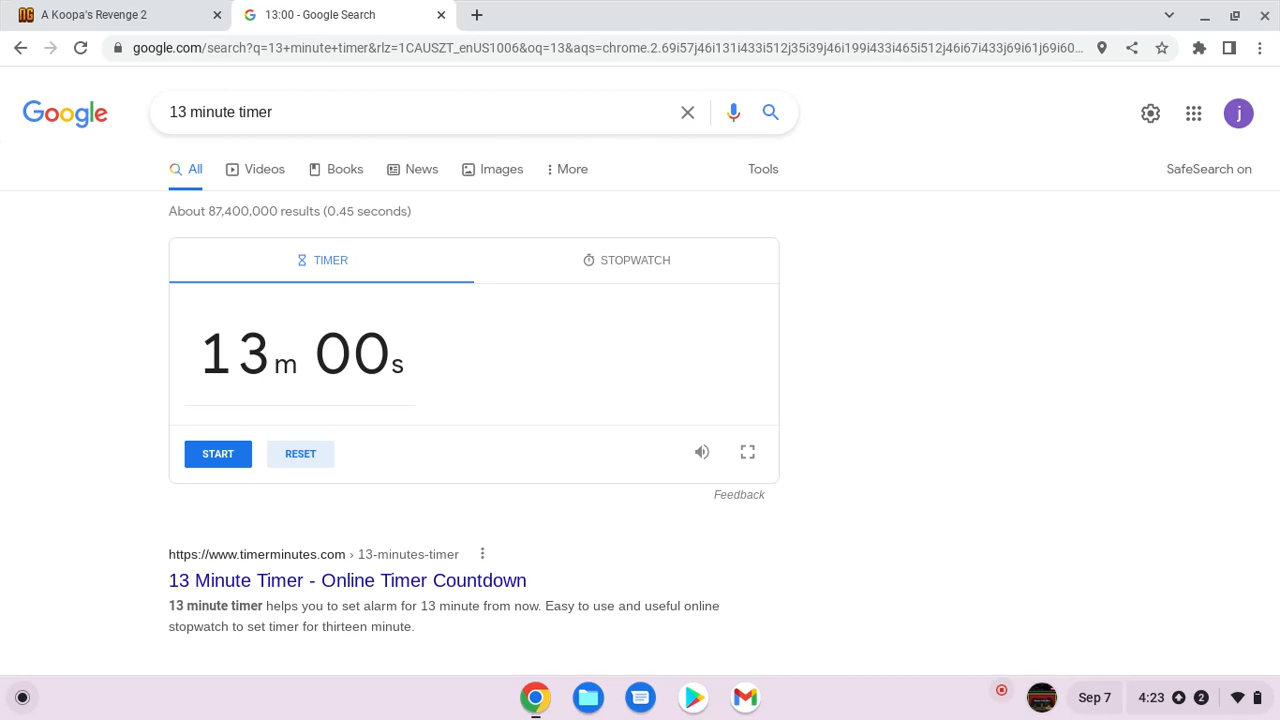 A Koopa's Revenge 2
13:00 - Google Search
google.com/search?q=13+minute+timer&rlz=1CAUSZT_enUS1006&oq=13&aqs=chrome.2.69i57j46i131i433i512j35i39j46i199i433i465i512j46i67i433j69i61j69i60...
Google
13 minute timer
j
All
Videos
Books
News
Images
More
Tools
SafeSearch on
About 87,400,000 results (0.45 seconds)
TIMER
STOPWATCH
13m 00s
START
RESET
Feedback
https://www.timerminutes.com › 13-minutes-timer
13 Minute Timer - Online Timer Countdown
13 minute timer helps you to set alarm for 13 minute from now. Easy to use and useful online
stopwatch to set timer for thirteen minute.
Sep 7
4:23
2